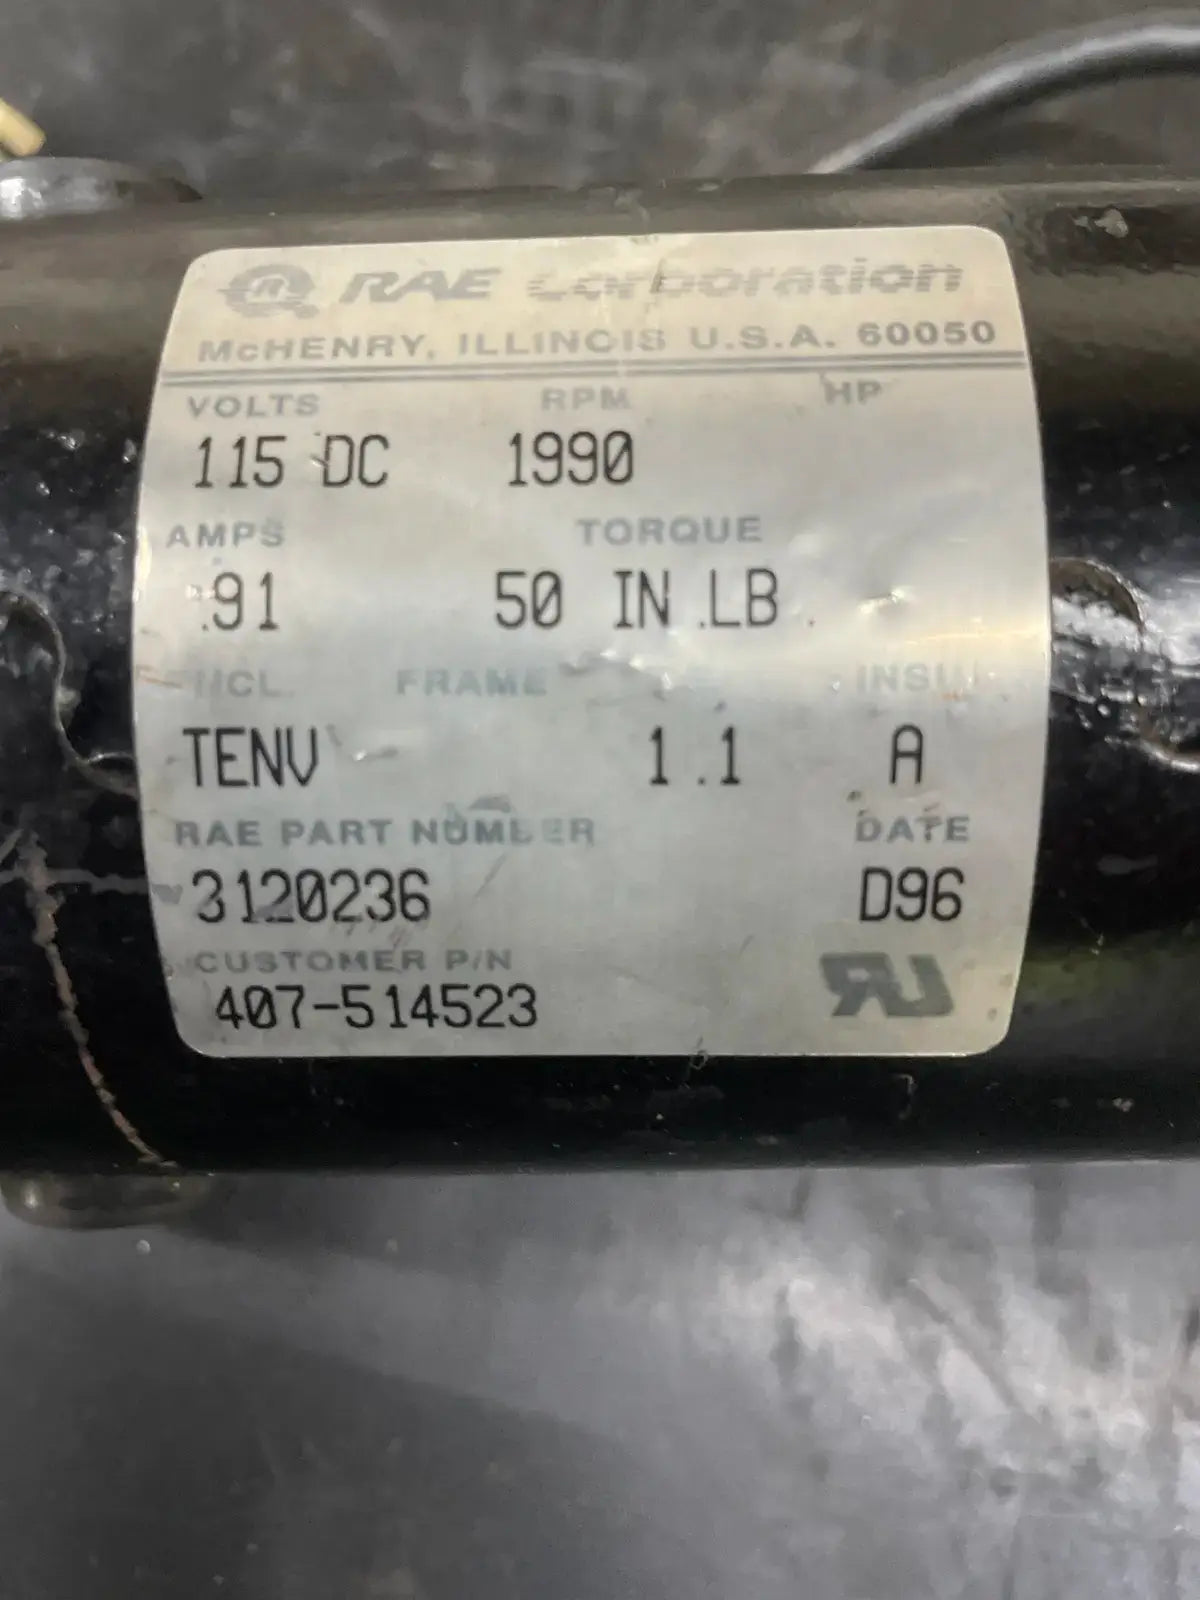 RAE Corporation
McHENRY, ILLINOIS U.S.A. 60050
VOLTS RPM HP
115 DC 1990
AMPS TORQUE
.91 50 IN.LB.
FRAME INSUL
TENV 1.1 A
RAE PART NUMBER DATE
3120236 D96
CUSTOMER P/N
407-514523